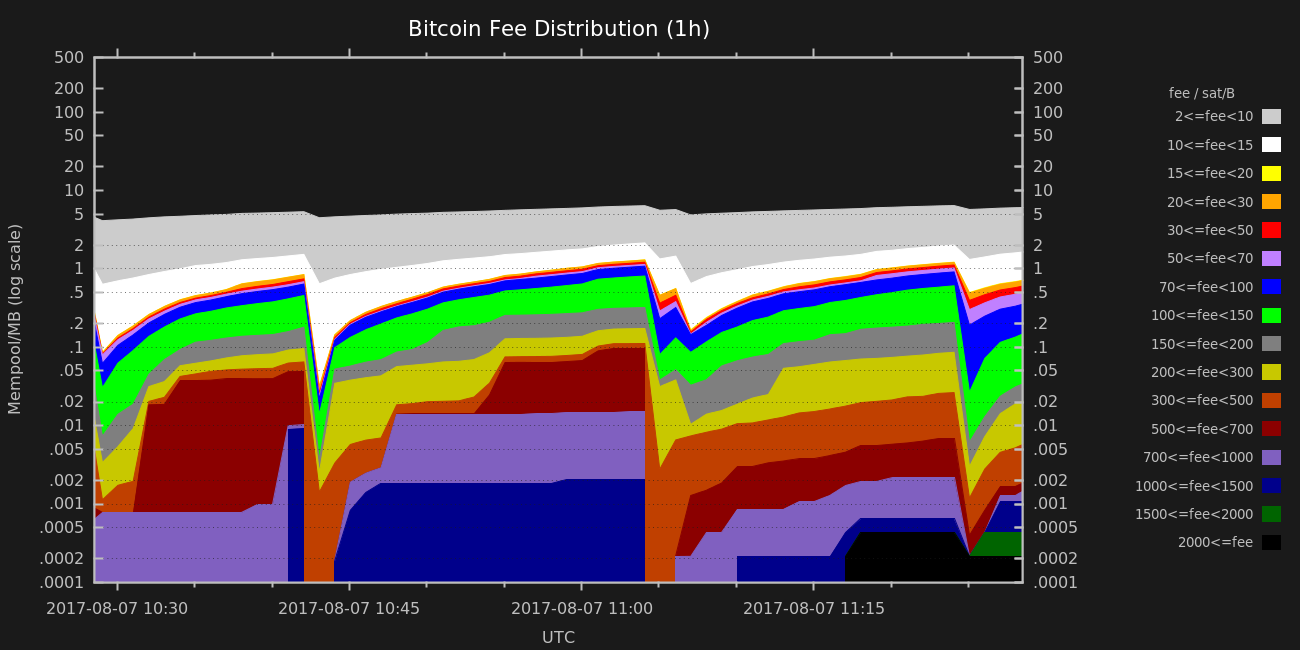 Bitcoin Fee Distribution (1h)
500 500
200 200
100 100
50 50
20 20
10 10
5 5
2 2
1 1
.5 .5
.2 .2
.1 .1
.05 .05
.02 .02
.01 .01
.005 .005
.002 .002
.001 .001
.0005 .0005
.0002 .0002
.0001 .0001
Mempool/MB (log scale)
2017-08-07 10:30 2017-08-07 10:45 2017-08-07 11:00 2017-08-07 11:15
UTC
fee / sat/B
2<=fee<10
10<=fee<15
15<=fee<20
20<=fee<30
30<=fee<50
50<=fee<70
70<=fee<100
100<=fee<150
150<=fee<200
200<=fee<300
300<=fee<500
500<=fee<700
700<=fee<1000
1000<=fee<1500
1500<=fee<2000
2000<=fee